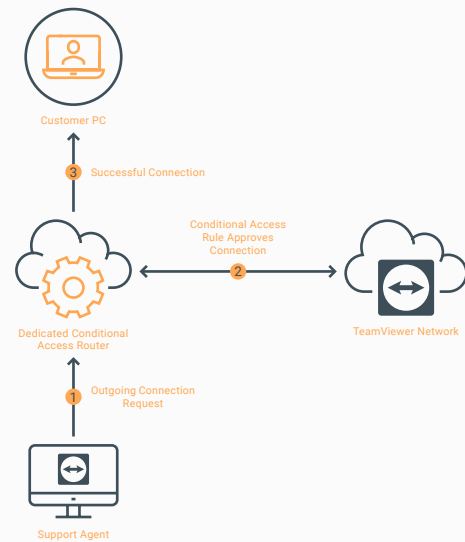 Customer PC
3
Successful Connection
Conditional Access
Rule Approves
Connection
2
Dedicated Conditional
Access Router
TeamViewer Network
1
Outgoing Connection
Request
Support Agent